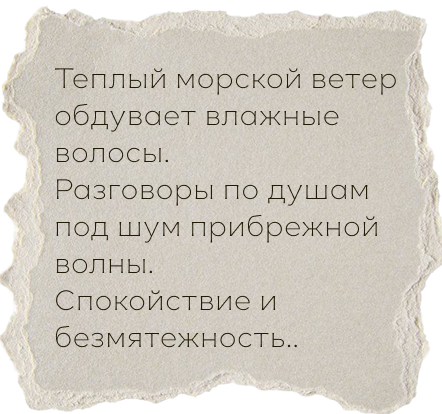 Теплый морской ветер
обдувает влажные
волосы.
Разговоры по душам
под шум прибрежной
волны.
Спокойствие и
безмятежность..